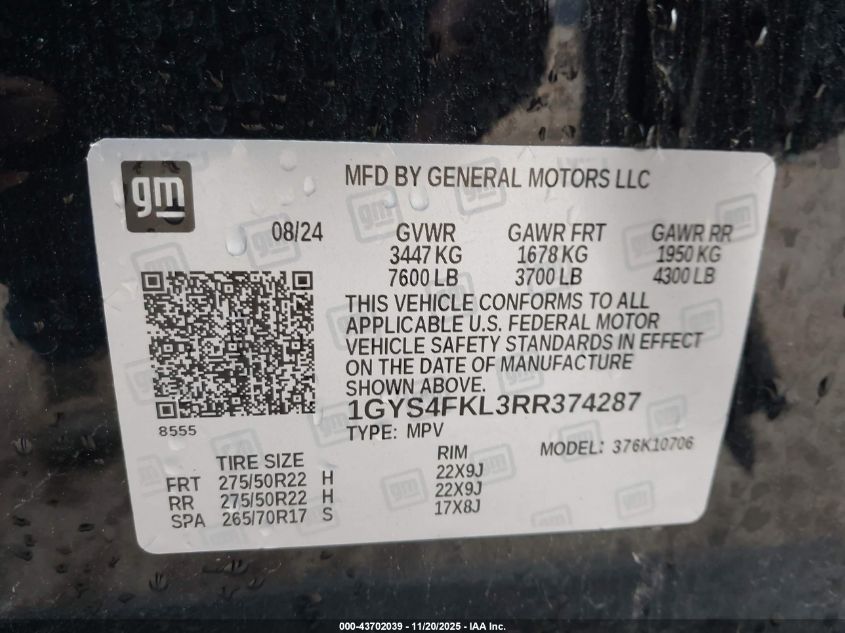 gm
MFD BY GENERAL MOTORS LLC
08/24
GVWR GAWR FRT GAWR RR
3447 KG 1678 KG 1950 KG
7600 LB 3700 LB 4300 LB
THIS VEHICLE CONFORMS TO ALL
APPLICABLE U.S. FEDERAL MOTOR
VEHICLE SAFETY STANDARDS IN EFFECT
ON THE DATE OF MANUFACTURE
SHOWN ABOVE.
1GYS4FKL3RR374287
8555
TYPE: MPV
MODEL: 376K10706
TIRE SIZE RIM
FRT 275/50R22 H 22X9J
RR 275/50R22 H 22X9J
SPA 265/70R17 S 17X8J
000-43702039 - 11/20/2025 - IAA Inc.